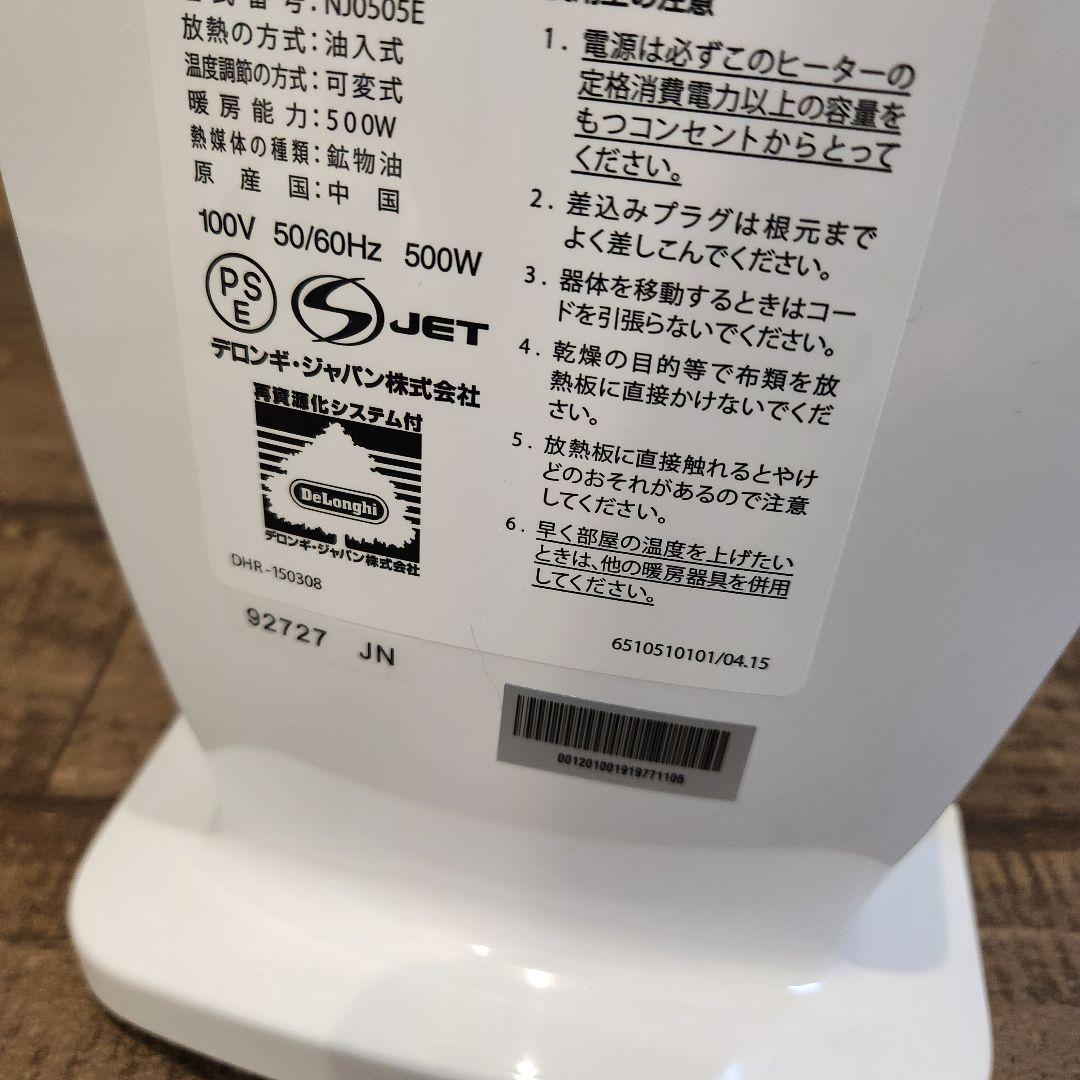 番号:NJ0505E
放熱の方式:油入式
温度調節の方式:可変式
暖房能力:500W
熱媒体の種類:鉱物油
原産国:中国
100V 50/60Hz 500W
PSE
JET
デロンギ・ジャパン株式会社
再資源化システム付
DeLonghi
デロンギ・ジャパン株式会社
DHR-150308
92727 JN
の注意
1. 電源は必ずこのヒーターの
定格消費電力以上の容量を
もつコンセントからとって
ください。
2. 差込みプラグは根元まで
よく差しこんでください。
3. 器体を移動するときはコー
ドを引張らないでください。
4. 乾燥の目的等で布類を放
熱板に直接かけないでくだ
さい。
5. 放熱板に直接触れるとやけ
どのおそれがあるので注意
してください。
6. 早く部屋の温度を上げたい
ときは、他の暖房器具を併用
してください。
6510510101/04.15
001201001919771106